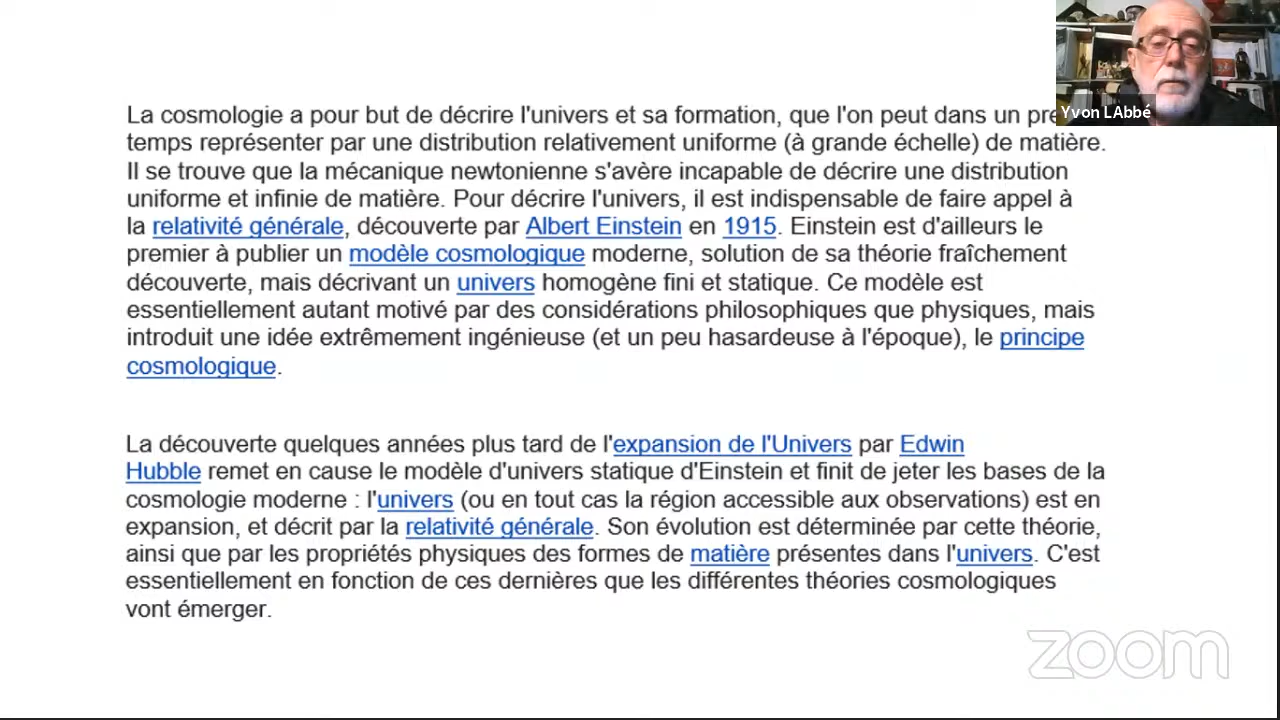 La cosmologie a pour but de décrire l'univers et sa formation, que l'on peut dans un
temps représenter par une distribution relativement uniforme (à grande échelle) de matière.
Il se trouve que la mécanique newtonienne s'avère incapable de décrire une distribution
uniforme et infinie de matière. Pour décrire l'univers, il est indispensable de faire appel à
la relativité générale, découverte par Albert Einstein en 1915. Einstein est d'ailleurs le
premier à publier un modèle cosmologique moderne, solution de sa théorie fraîchement
découverte, mais décrivant un univers homogène fini et statique. Ce modèle est
essentiellement autant motivé par des considérations philosophiques que physiques, mais
introduit une idée extrêmement ingénieuse (et un peu hasardeuse à l'époque), le principe
cosmologique.
La découverte quelques années plus tard de l'expansion de l'Univers par Edwin
Hubble remet en cause le modèle d'univers statique d'Einstein et finit de jeter les bases de la
cosmologie moderne : l'univers (ou en tout cas la région accessible aux observations) est en
expansion, et décrit par la relativité générale. Son évolution est déterminée par cette théorie,
ainsi que par les propriétés physiques des formes de matière présentes dans l'univers. C'est
essentiellement en fonction de ces dernières que les différentes théories cosmologiques
vont émerger.
Yvon LAbbé
zoom